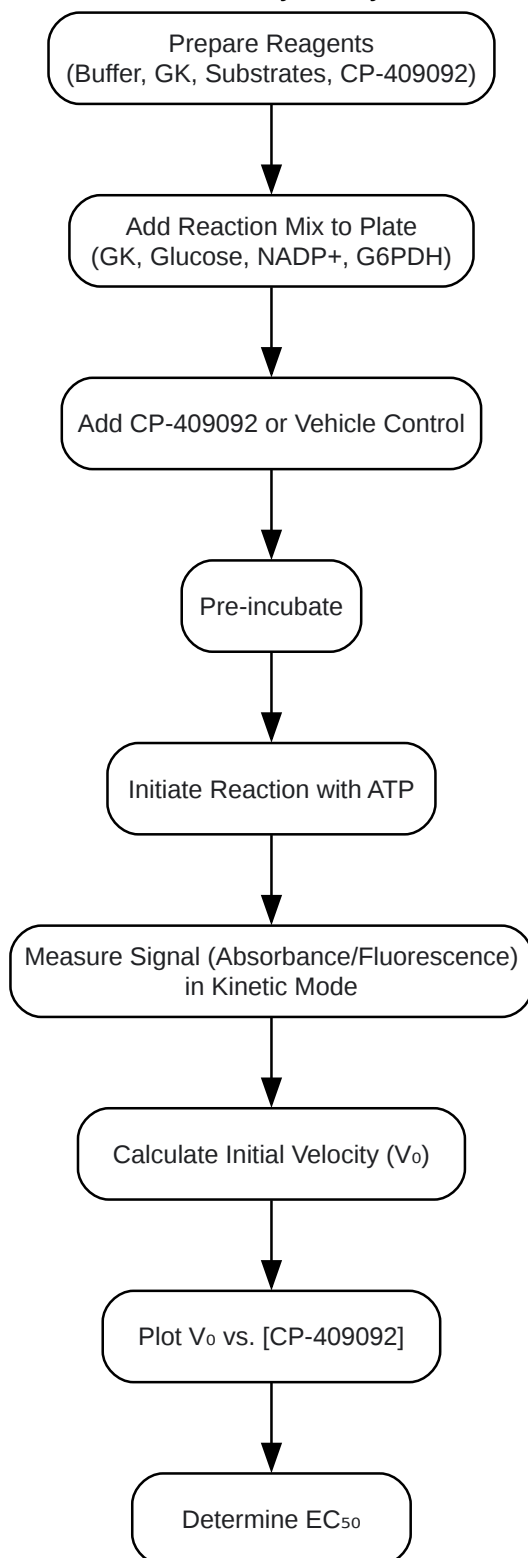 Prepare Reagents
(Buffer, GK, Substrates, CP-409092)
Add Reaction Mix to Plate
(GK, Glucose, NADP+, G6PDH)
Add CP-409092 or Vehicle Control
Pre-incubate
Initiate Reaction with ATP
Measure Signal (Absorbance/Fluorescence)
in Kinetic Mode
Calculate Initial Velocity (V₀)
Plot V₀ vs. [CP-409092]
Determine EC₅₀